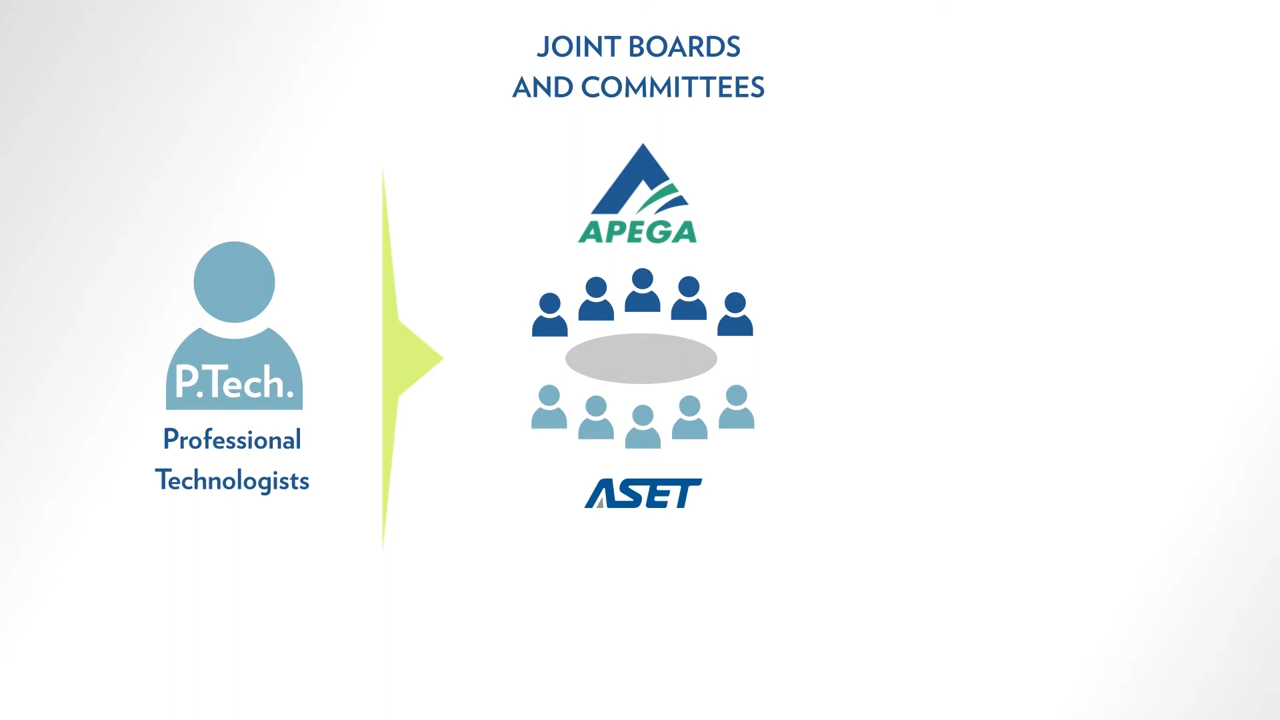 JOINT BOARDS
AND COMMITTEES
APEGA
P.Tech.
Professional
Technologists
ASET